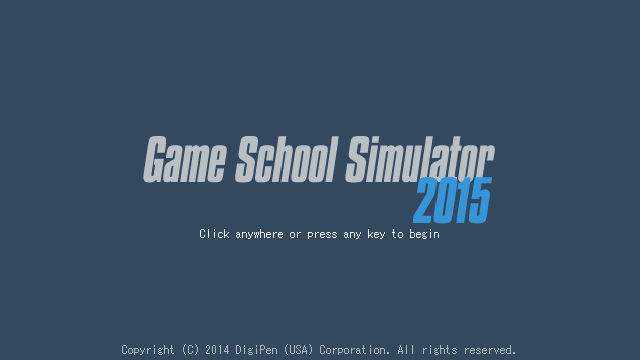 Game School Simulator
2015
Click anywhere or press any key to begin
Copyright (C) 2014 DigiPen (USA) Corporation. All rights reserved.